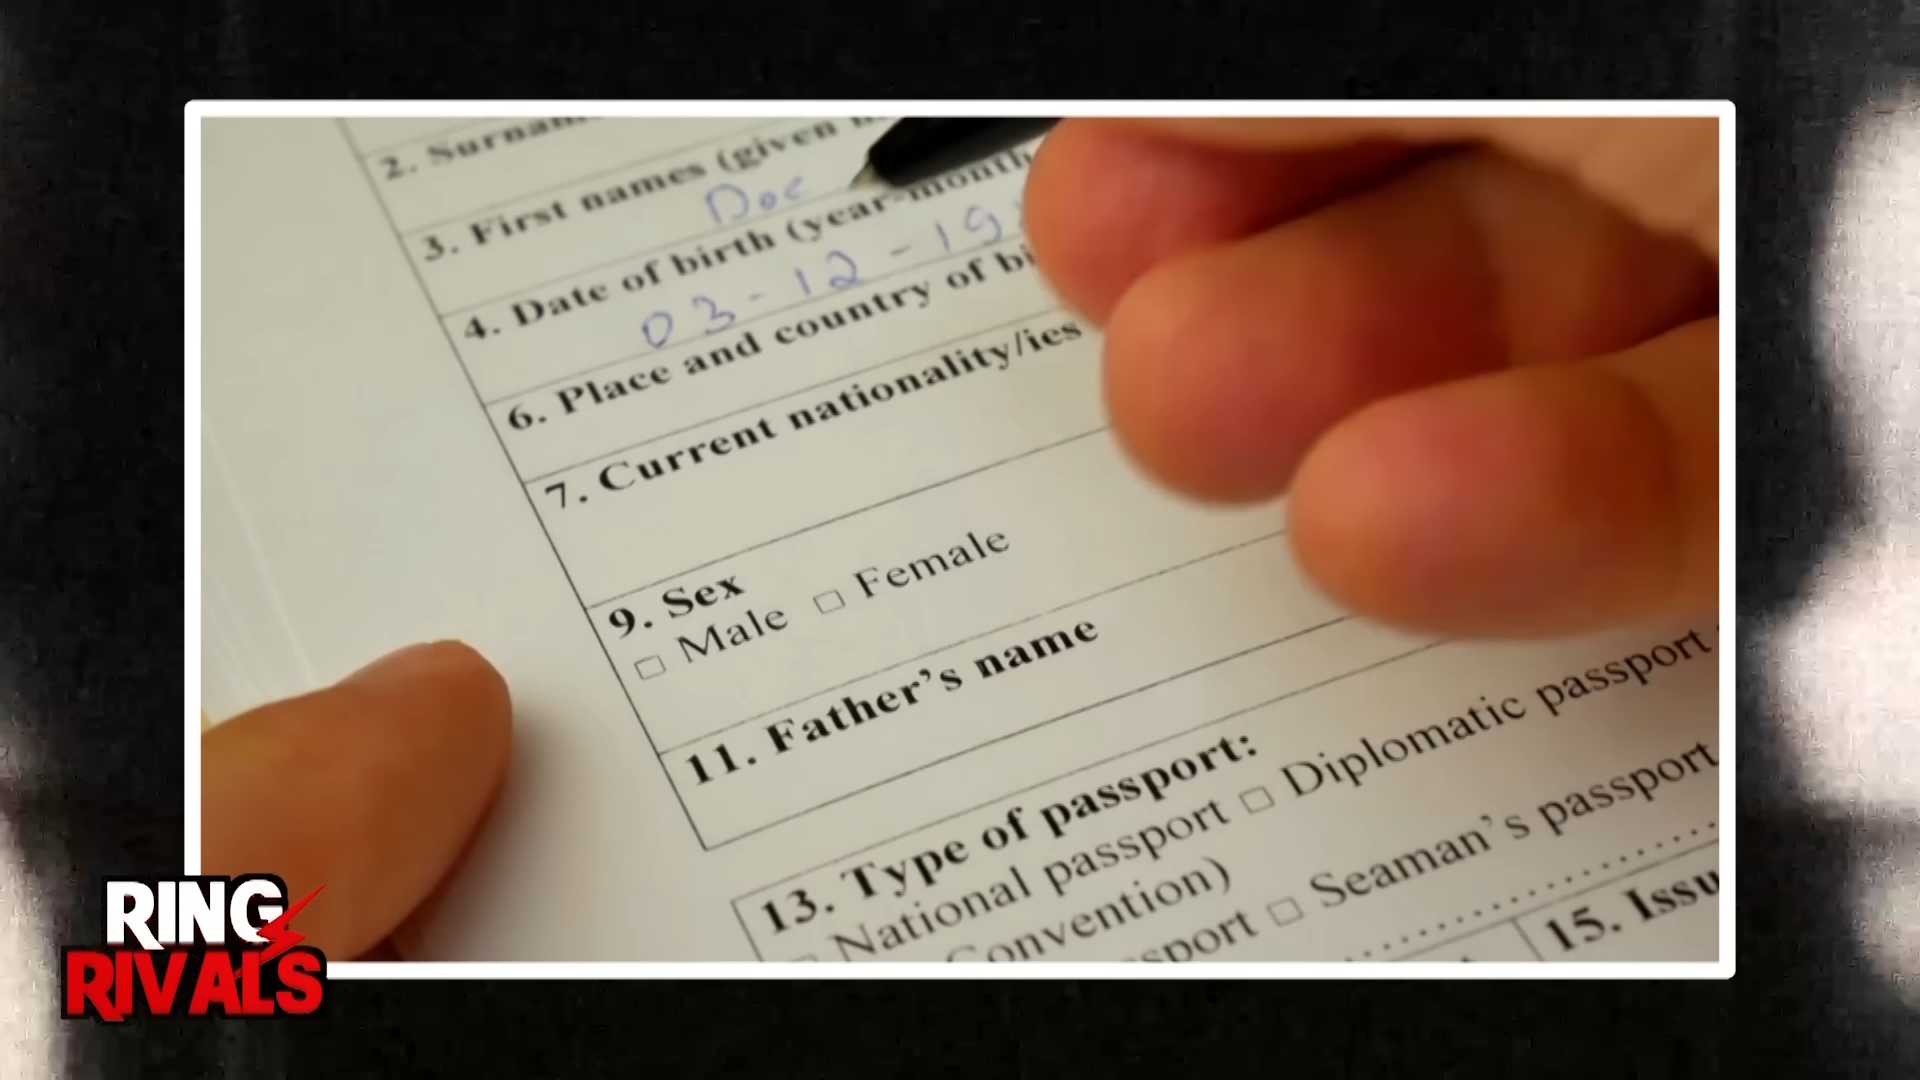 2. Surnam
3. First names (given
Doe
4. Date of birth (year-month
03-12-19
6. Place and country of bi
7. Current nationality/ies
9. Sex
□ Male □ Female
11. Father's name
13. Type of passport:
National passport □ Diplomatic passport
Convention)
sport □ Seaman's passport
15. Issu
RING
RIVALS